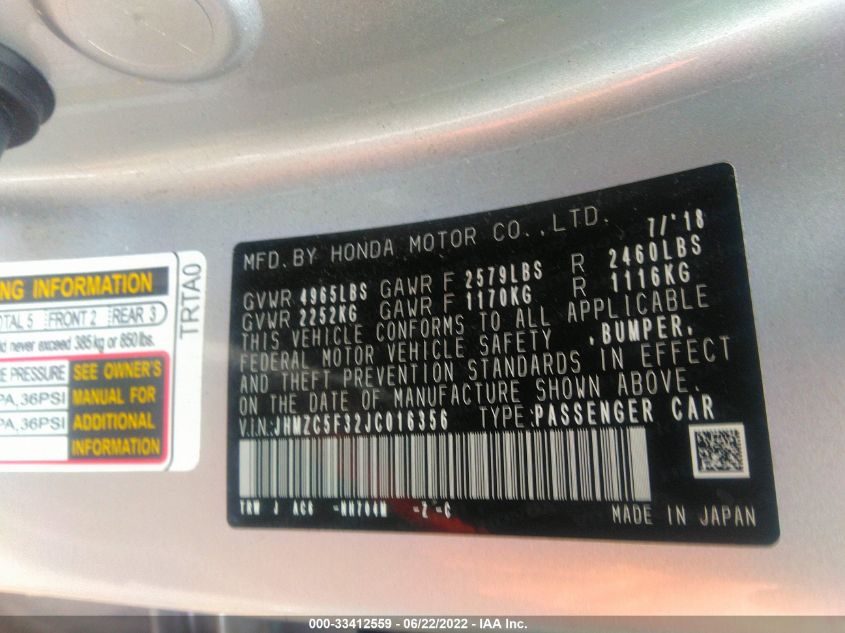 MFD. BY HONDA MOTOR CO., LTD. 7/'18
GVWR 4965LBS GAWR F 2579LBS R 2460LBS
GVWR 2252KG GAWR F 1170KG R 1116KG
THIS VEHICLE CONFORMS TO ALL APPLICABLE
FEDERAL MOTOR VEHICLE SAFETY ,BUMPER,
AND THEFT PREVENTION STANDARDS IN EFFECT
ON THE DATE OF MANUFACTURE SHOWN ABOVE.
V.I.N: JHMZC5F32JC016356 TYPE:PASSENGER CAR
TRW J AC6 -NH704M -Z -C
MADE IN JAPAN
NG INFORMATION
TOTAL 5 FRONT 2 REAR 3
never exceed 385 kg or 850 lbs.
E PRESSURE SEE OWNER'S
PA, 36PSI MANUAL FOR
PA, 36PSI ADDITIONAL
INFORMATION
TRTA0
000-33412559 - 06/22/2022 - IAA Inc.